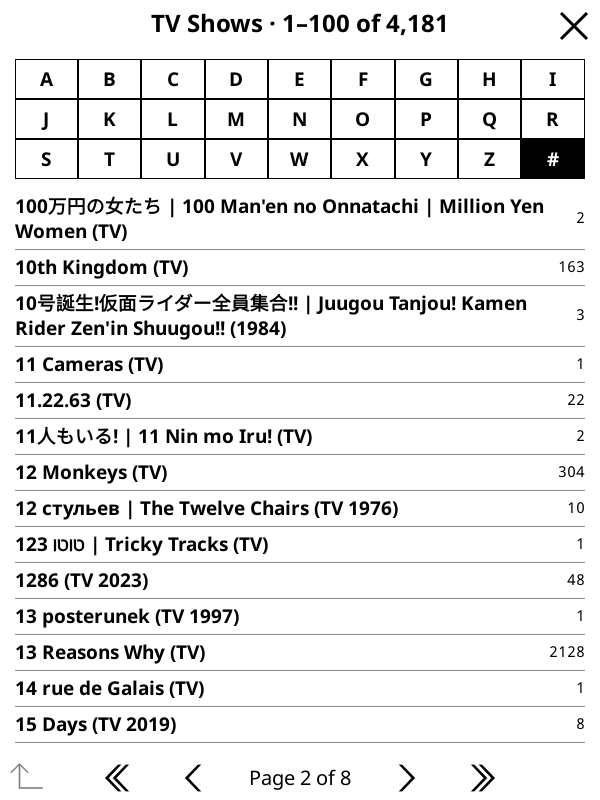 TV Shows · 1–100 of 4,181
A B C D E F G H I
J K L M N O P Q R
S T U V W X Y Z #
100万円の女たち | 100 Man'en no Onnatachi | Million Yen
Women (TV)
2
10th Kingdom (TV) 163
10号誕生!仮面ライダー全員集合!! | Juugou Tanjou! Kamen
Rider Zen'in Shuugou!! (1984)
3
11 Cameras (TV) 1
11.22.63 (TV) 22
11人もいる! | 11 Nin mo Iru! (TV) 2
12 Monkeys (TV) 304
12 стульев | The Twelve Chairs (TV 1976) 10
123 טוסו | Tricky Tracks (TV) 1
1286 (TV 2023) 48
13 posterunek (TV 1997) 1
13 Reasons Why (TV) 2128
14 rue de Galais (TV) 1
15 Days (TV 2019) 8
Page 2 of 8